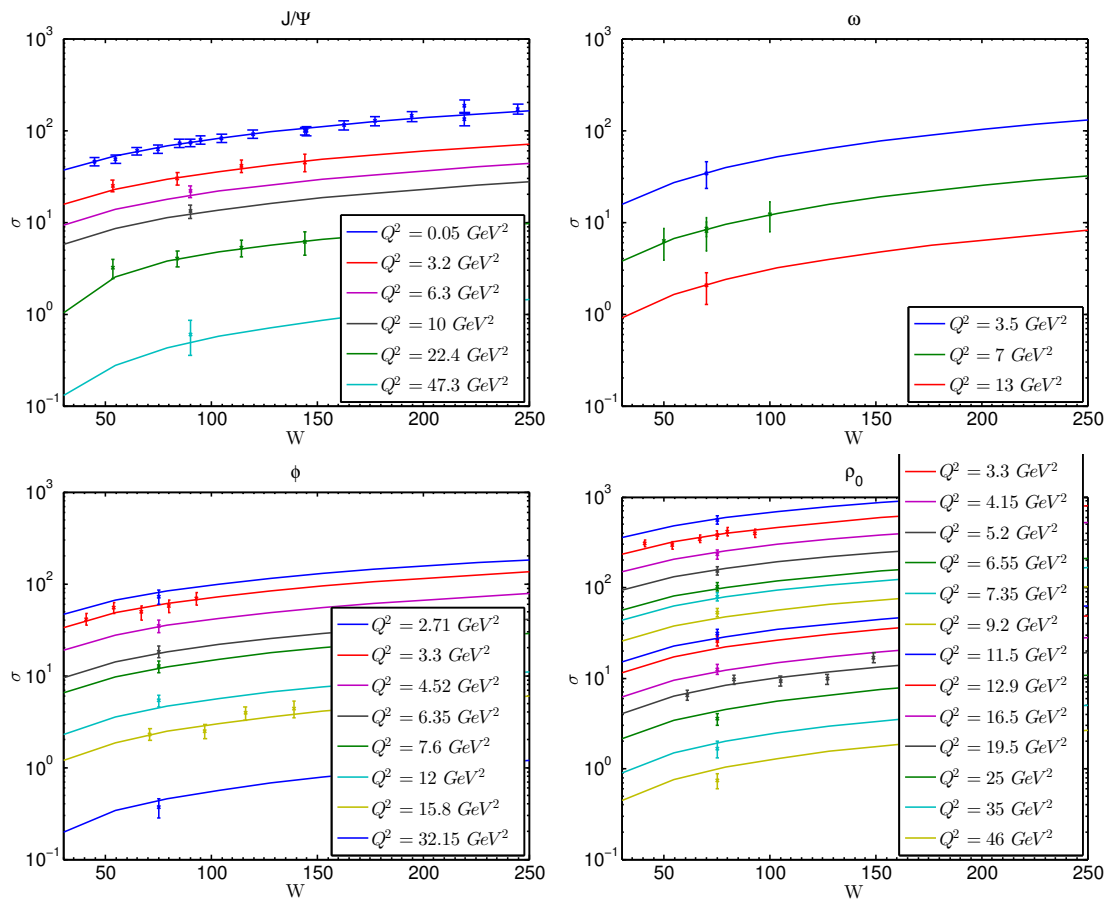 J/Ψ
10^3
10^2
10^1
10^0
10^-1
σ
50 100 150 200 250
W
Q^2 = 0.05 GeV^2
Q^2 = 3.2 GeV^2
Q^2 = 6.3 GeV^2
Q^2 = 10 GeV^2
Q^2 = 22.4 GeV^2
Q^2 = 47.3 GeV^2
ω
10^3
10^2
10^1
10^0
10^-1
σ
50 100 150 200 250
W
Q^2 = 3.5 GeV^2
Q^2 = 7 GeV^2
Q^2 = 13 GeV^2
ϕ
10^3
10^2
10^1
10^0
10^-1
σ
50 100 150 200 250
W
Q^2 = 2.71 GeV^2
Q^2 = 3.3 GeV^2
Q^2 = 4.52 GeV^2
Q^2 = 6.35 GeV^2
Q^2 = 7.6 GeV^2
Q^2 = 12 GeV^2
Q^2 = 15.8 GeV^2
Q^2 = 32.15 GeV^2
ρ_0
10^3
10^2
10^1
10^0
10^-1
σ
50 100 150 200 250
W
Q^2 = 3.3 GeV^2
Q^2 = 4.15 GeV^2
Q^2 = 5.2 GeV^2
Q^2 = 6.55 GeV^2
Q^2 = 7.35 GeV^2
Q^2 = 9.2 GeV^2
Q^2 = 11.5 GeV^2
Q^2 = 12.9 GeV^2
Q^2 = 16.5 GeV^2
Q^2 = 19.5 GeV^2
Q^2 = 25 GeV^2
Q^2 = 35 GeV^2
Q^2 = 46 GeV^2